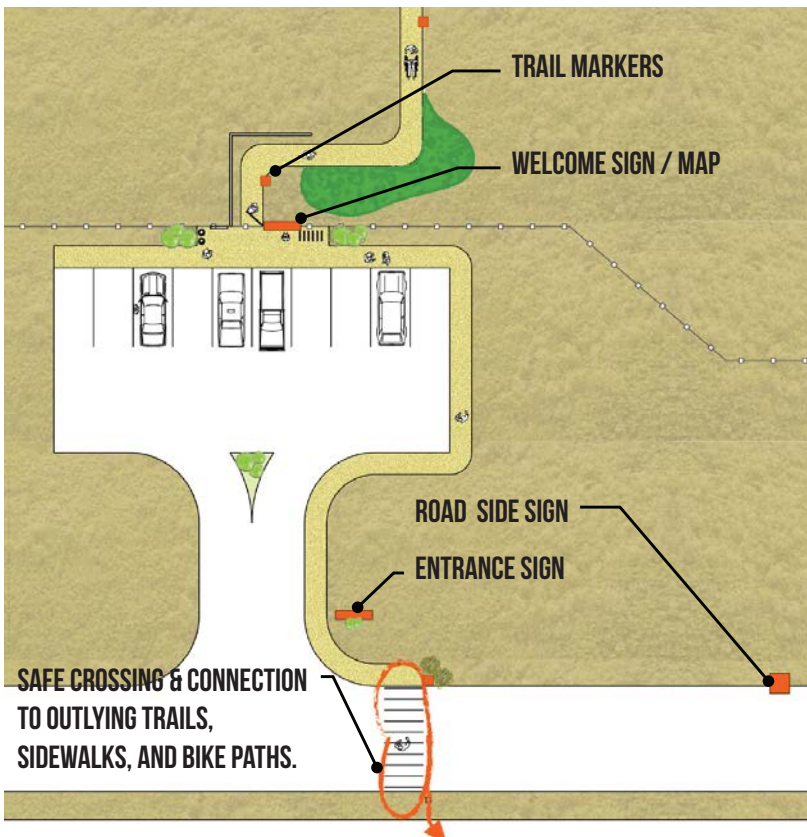 TRAIL MARKERS
WELCOME SIGN / MAP
ROAD SIDE SIGN
ENTRANCE SIGN
SAFE CROSSING & CONNECTION
TO OUTLYING TRAILS,
SIDEWALKS, AND BIKE PATHS.